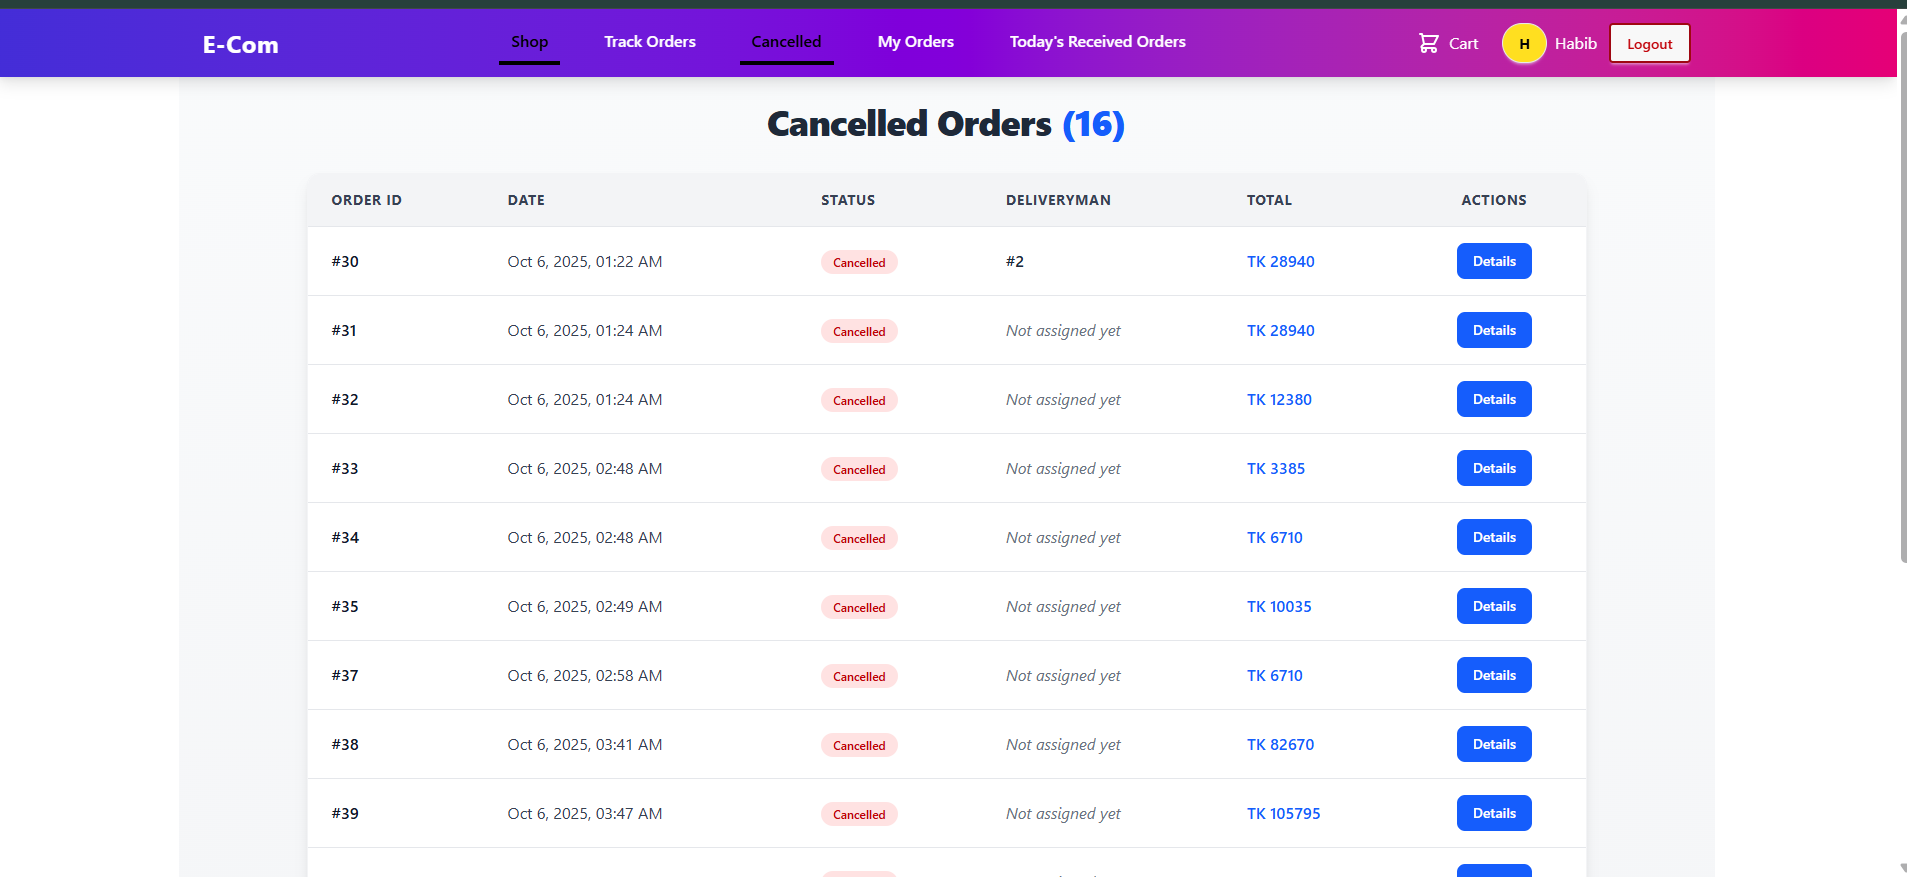 E-Com Shop Track Orders Cancelled My Orders Today's Received Orders Cart H Habib Logout
Cancelled Orders (16)
ORDER ID DATE STATUS DELIVERYMAN TOTAL ACTIONS
#30 Oct 6, 2025, 01:22 AM Cancelled #2 TK 28940 Details
#31 Oct 6, 2025, 01:24 AM Cancelled Not assigned yet TK 28940 Details
#32 Oct 6, 2025, 01:24 AM Cancelled Not assigned yet TK 12380 Details
#33 Oct 6, 2025, 02:48 AM Cancelled Not assigned yet TK 3385 Details
#34 Oct 6, 2025, 02:48 AM Cancelled Not assigned yet TK 6710 Details
#35 Oct 6, 2025, 02:49 AM Cancelled Not assigned yet TK 10035 Details
#37 Oct 6, 2025, 02:58 AM Cancelled Not assigned yet TK 6710 Details
#38 Oct 6, 2025, 03:41 AM Cancelled Not assigned yet TK 82670 Details
#39 Oct 6, 2025, 03:47 AM Cancelled Not assigned yet TK 105795 Details